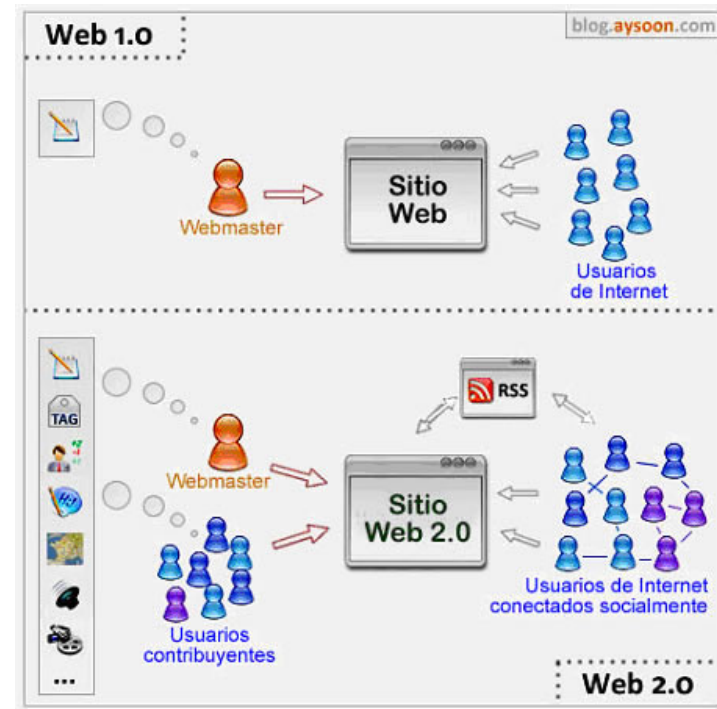 Web 1.0
blog.aysoon.com
Sitio
Web
Webmaster
Usuarios
de Internet
RSS
TAG
Webmaster
Sitio
Web 2.0
Usuarios
contribuyentes
Usuarios de Internet
conectados socialmente
...
Web 2.0